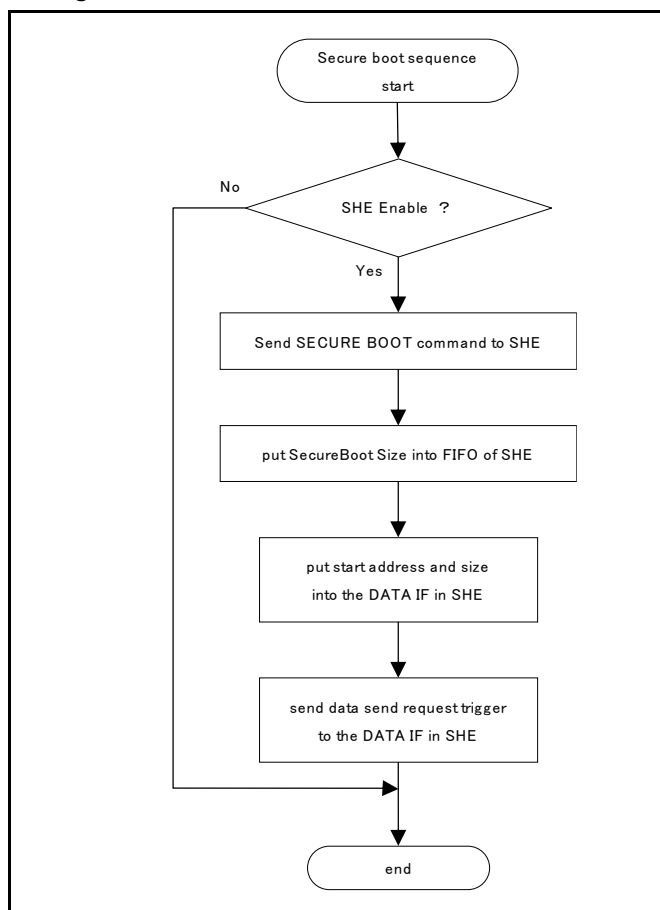 Secure boot sequence
start
No
SHE Enable ?
Yes
Send SECURE BOOT command to SHE
put SecureBoot Size into FIFO of SHE
put start address and size
into the DATA IF in SHE
send data send request trigger
to the DATA IF in SHE
end